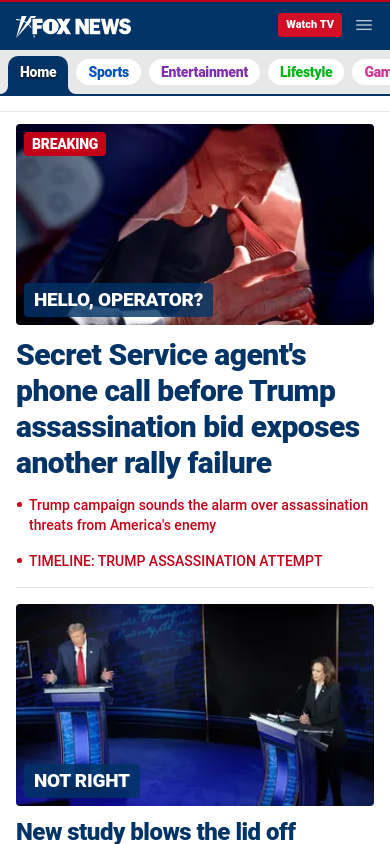 FOX NEWS
Watch TV
Home
Sports
Entertainment
Lifestyle
Gam
BREAKING
HELLO, OPERATOR?
Secret Service agent's
phone call before Trump
assassination bid exposes
another rally failure
Trump campaign sounds the alarm over assassination
threats from America's enemy
TIMELINE: TRUMP ASSASSINATION ATTEMPT
NOT RIGHT
New study blows the lid off